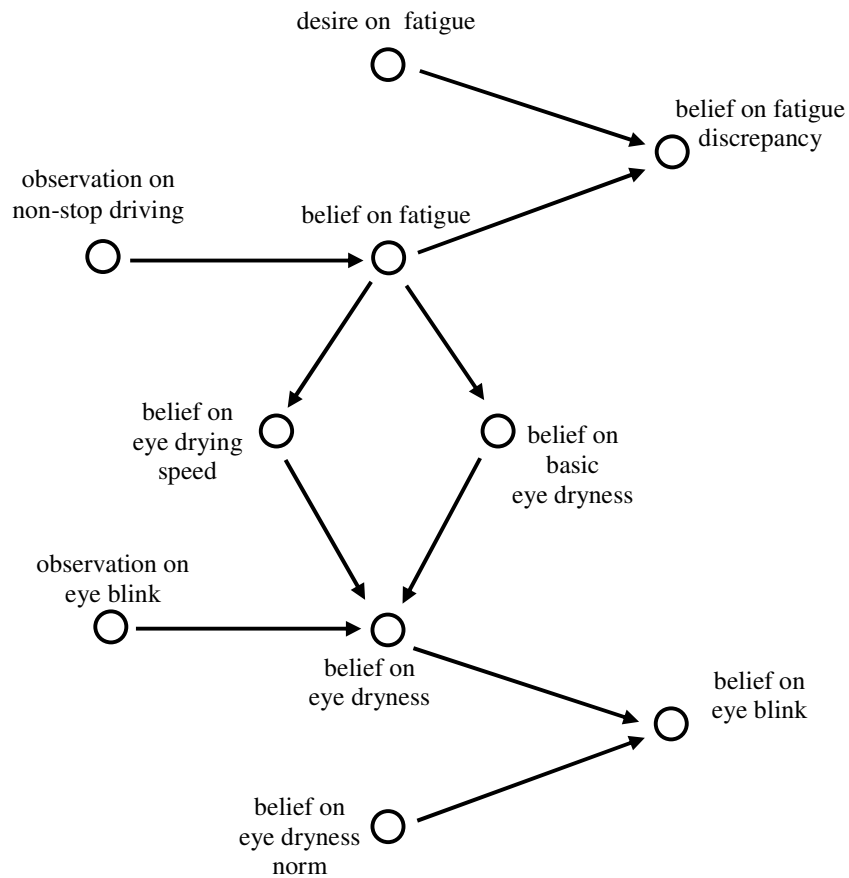 desire on fatigue
belief on fatigue
discrepancy
observation on
non-stop driving
belief on fatigue
belief on
eye drying
speed
belief on
basic
eye dryness
observation on
eye blink
belief on
eye dryness
belief on
eye blink
belief on
eye dryness
norm